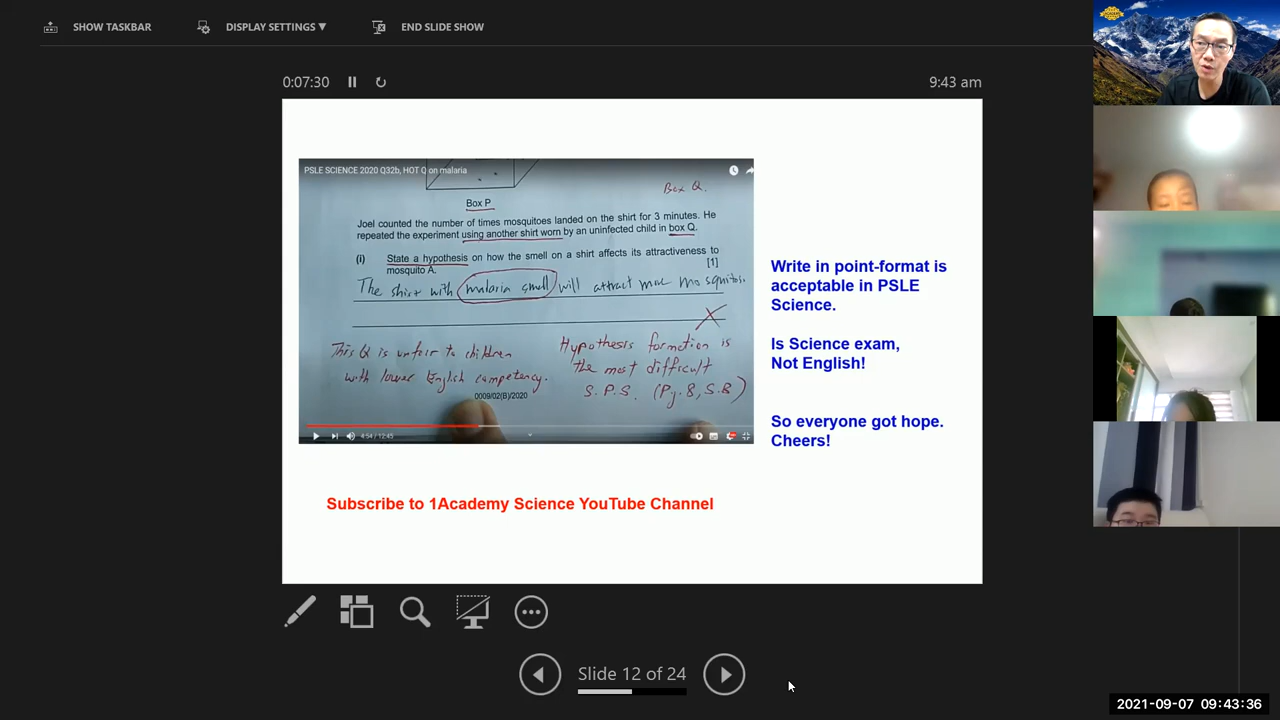 SHOW TASKBAR
DISPLAY SETTINGS ▼
END SLIDE SHOW
0:07:30
9:43 am
PSLE SCIENCE 2020 Q32b, HOT Q on malaria
Box Q.
Box P
Joel counted the number of times mosquitoes landed on the shirt for 3 minutes. He
repeated the experiment using another shirt worn by an uninfected child in box Q.
(i) State a hypothesis on how the smell on a shirt affects its attractiveness to
mosquito A. [1]
The shirt with malaria smell will attract more mosquitos.
This Q is unfair to children
with lower English competency.
Hypothesis formation is
the most difficult
S.P.S. (Pg. 8, S.B)
0009/02(B)/2020
4:54 / 12:45
Write in point-format is
acceptable in PSLE
Science.
Is Science exam,
Not English!
So everyone got hope.
Cheers!
Subscribe to 1Academy Science YouTube Channel
Slide 12 of 24
2021-09-07 09:43:36